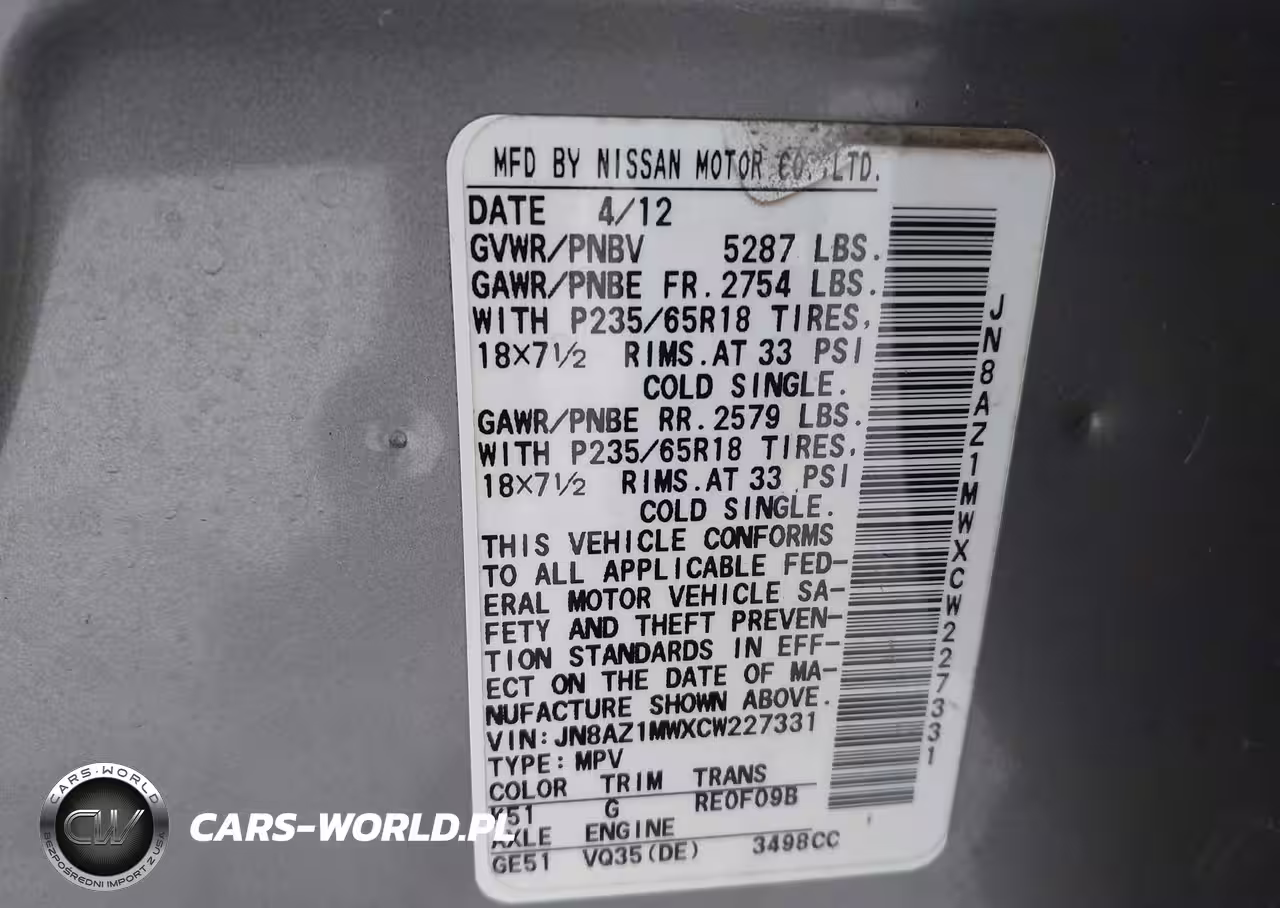 MFD BY NISSAN MOTOR CO.,LTD.
DATE 4/12
GVWR/PNBV 5287 LBS.
GAWR/PNBE FR. 2754 LBS.
WITH P235/65R18 TIRES,
18×7½ RIMS. AT 33 PSI
COLD SINGLE.
GAWR/PNBE RR. 2579 LBS.
WITH P235/65R18 TIRES,
18×7½ RIMS. AT 33 PSI
COLD SINGLE.
THIS VEHICLE CONFORMS
TO ALL APPLICABLE FED-
ERAL MOTOR VEHICLE SA-
FETY AND THEFT PREVEN-
TION STANDARDS IN EFF-
ECT ON THE DATE OF MA-
NUFACTURE SHOWN ABOVE.
VIN: JN8AZ1MWXCW227331
TYPE: MPV
COLOR TRIM TRANS
K51 G RE0F09B
AXLE ENGINE
GE51 VQ35(DE) 3498CC
JN8AZ1MWXCW227331
CARS-WORLD
CW
BEZPOŚREDNI IMPORT Z USA
CARS-WORLD.PL